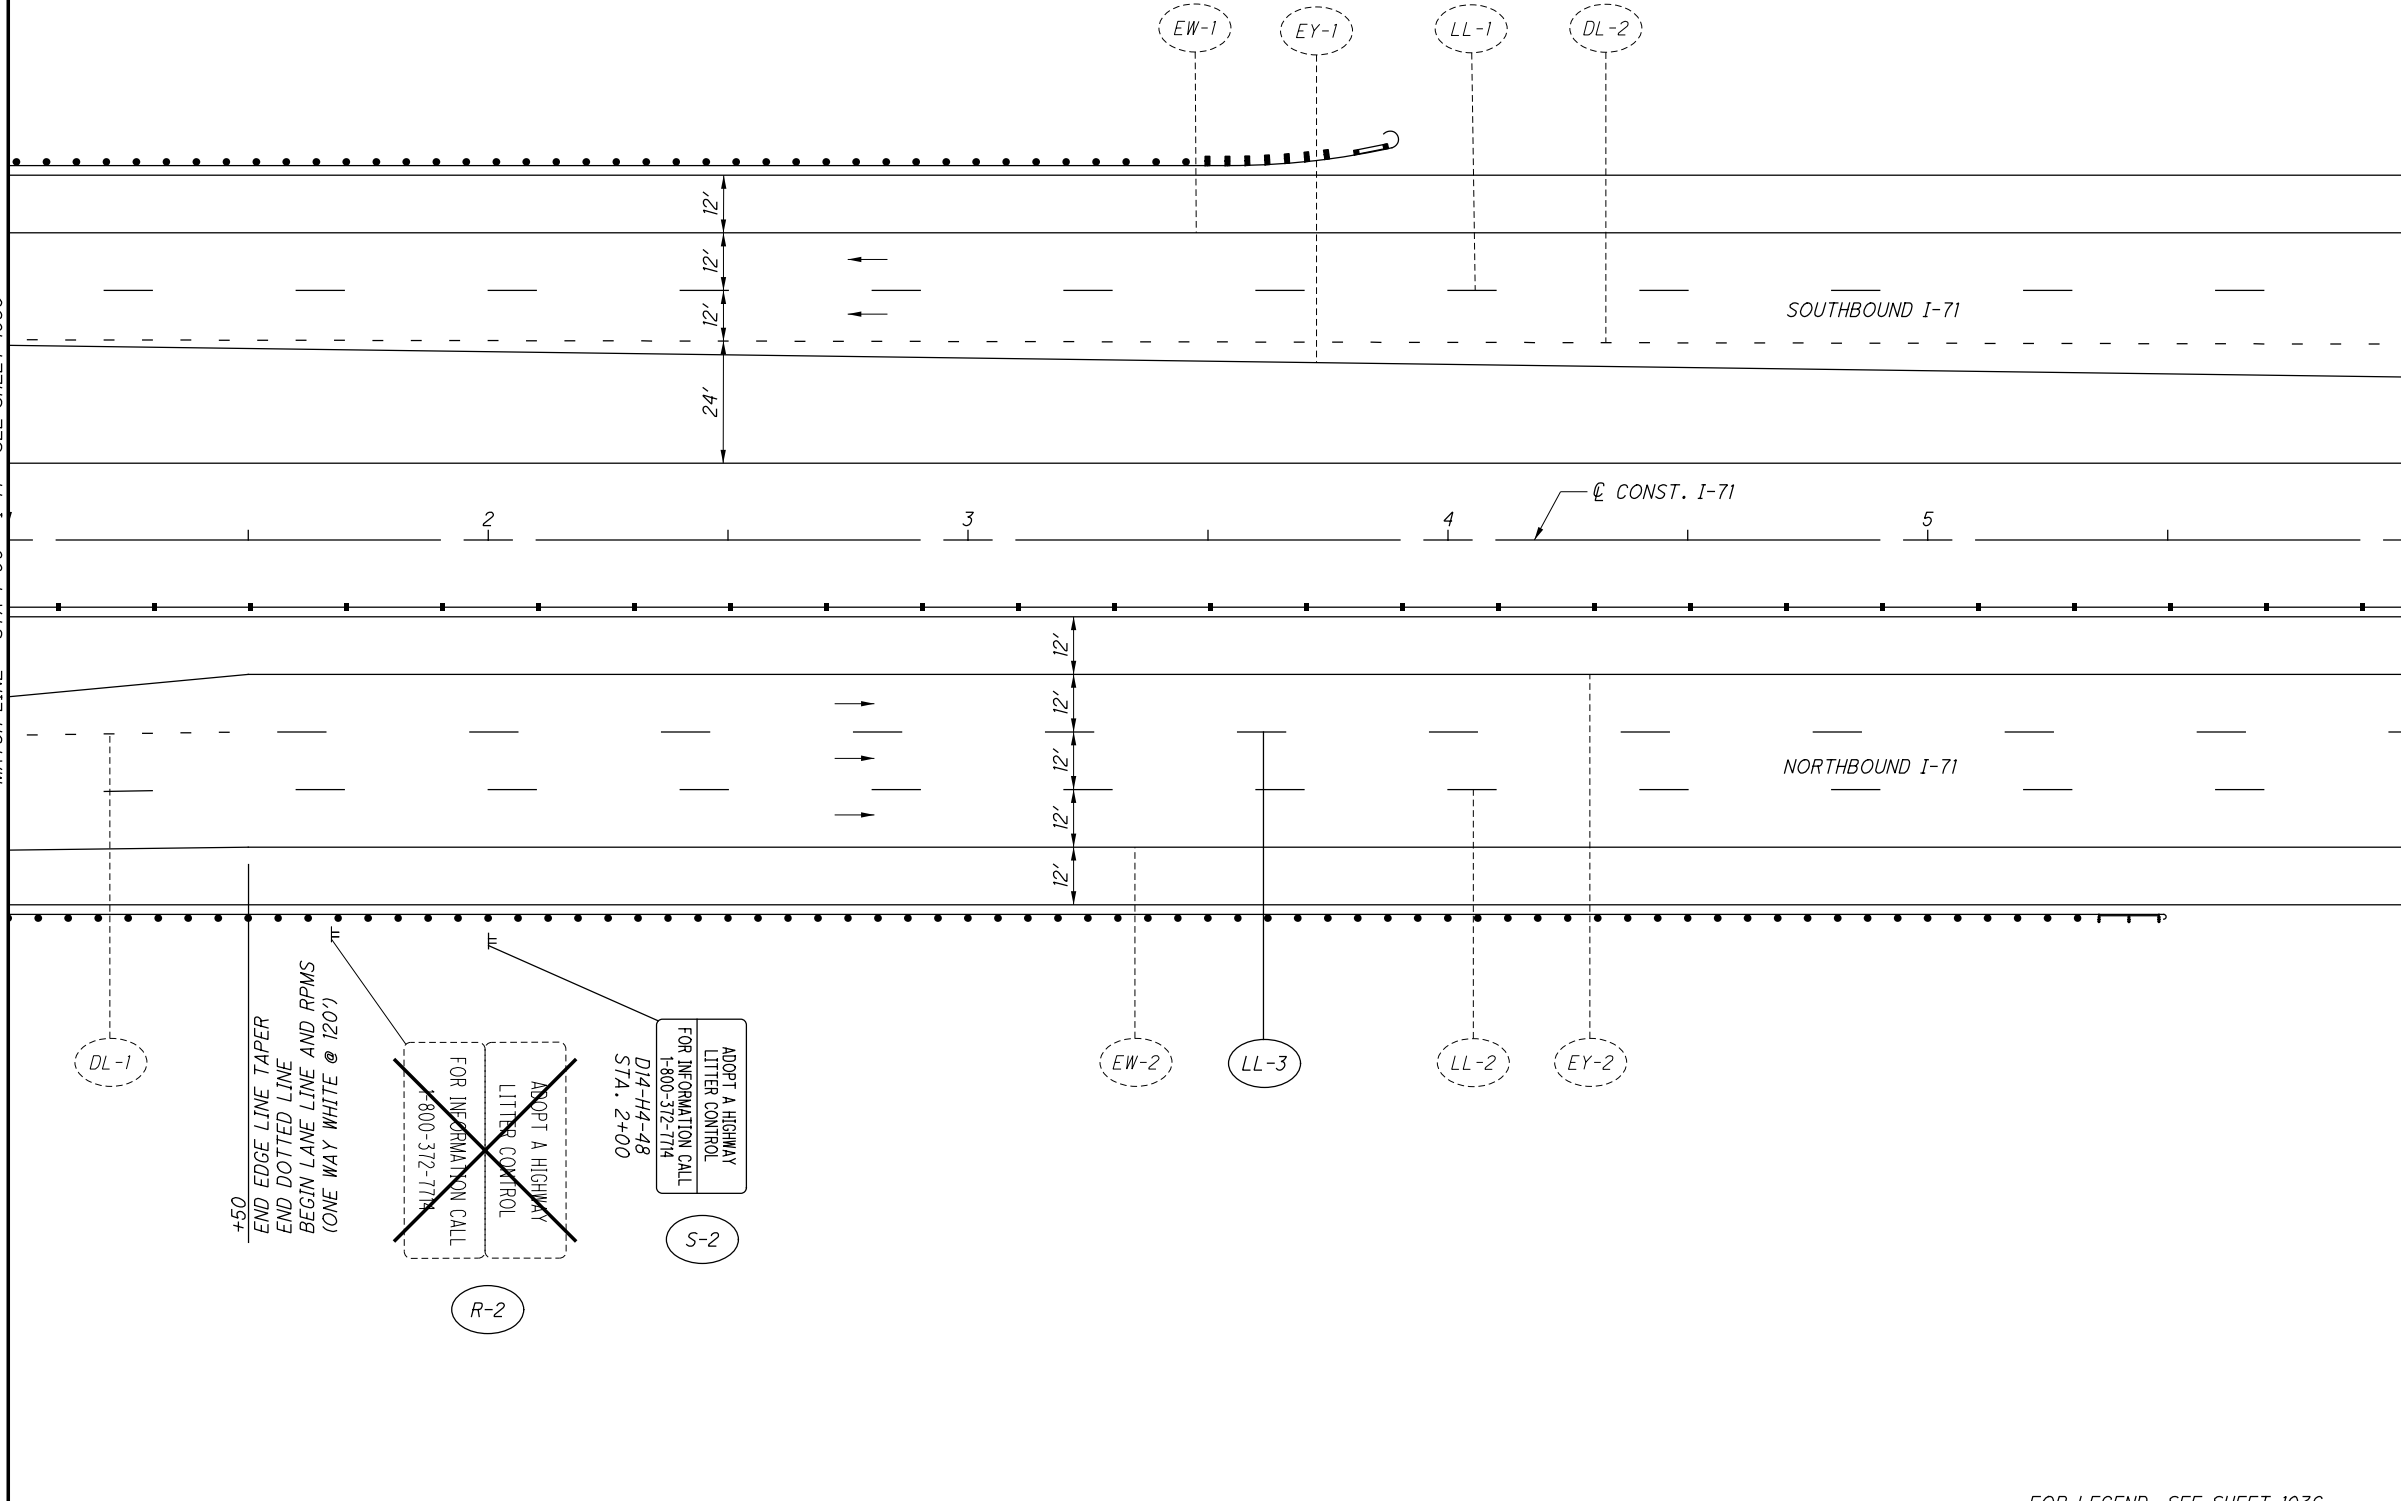 EW-1
EY-1
LL-1
DL-2
12'
12'
12'
24'
SOUTHBOUND I-71
℄ CONST. I-71
2
3
4
5
12'
12'
12'
12'
12'
NORTHBOUND I-71
DL-1
+50
END EDGE LINE TAPER
END DOTTED LINE
BEGIN LANE LINE AND RPMS
(ONE WAY WHITE @ 120')
ADOPT A HIGHWAY
LITTER CONTROL
FOR INFORMATION CALL
1-800-372-7714
R-2
ADOPT A HIGHWAY
LITTER CONTROL
FOR INFORMATION CALL
1-800-372-7714
D14-H4-48
STA. 2+00
S-2
EW-2
LL-3
LL-2
EY-2
FOR LEGEND, SEE SHEET